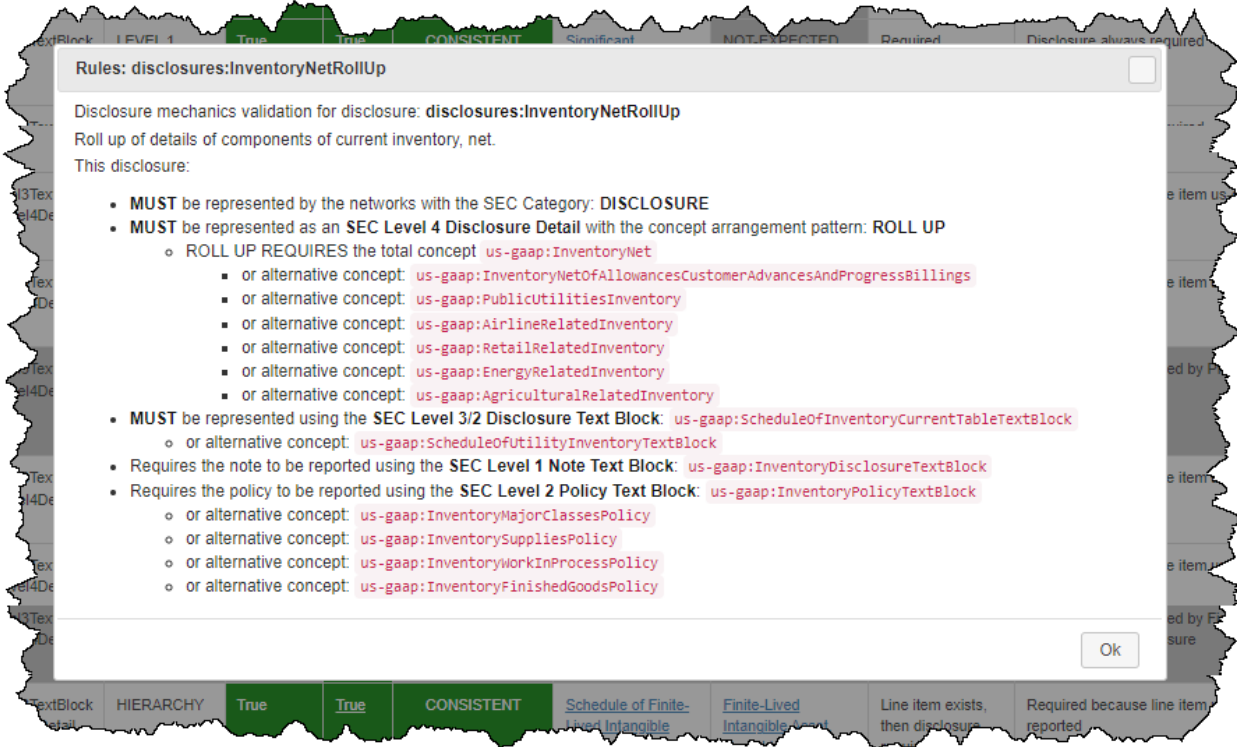 TextBlock LEVEL 1 True True CONSISTENT Significant NOT-EXPECTED Required Disclosure always required
Rules: disclosures:InventoryNetRollUp
Disclosure mechanics validation for disclosure: disclosures:InventoryNetRollUp
Roll up of details of components of current inventory, net.
This disclosure:
• MUST be represented by the networks with the SEC Category: DISCLOSURE
• MUST be represented as an SEC Level 4 Disclosure Detail with the concept arrangement pattern: ROLL UP
○ ROLL UP REQUIRES the total concept us-gaap:InventoryNet
▪ or alternative concept: us-gaap:InventoryNetOfAllowancesCustomerAdvancesAndProgressBillings
▪ or alternative concept: us-gaap:PublicUtilitiesInventory
▪ or alternative concept: us-gaap:AirlineRelatedInventory
▪ or alternative concept: us-gaap:RetailRelatedInventory
▪ or alternative concept: us-gaap:EnergyRelatedInventory
▪ or alternative concept: us-gaap:AgriculturalRelatedInventory
• MUST be represented using the SEC Level 3/2 Disclosure Text Block: us-gaap:ScheduleOfInventoryCurrentTableTextBlock
○ or alternative concept: us-gaap:ScheduleOfUtilityInventoryTextBlock
• Requires the note to be reported using the SEC Level 1 Note Text Block: us-gaap:InventoryDisclosureTextBlock
• Requires the policy to be reported using the SEC Level 2 Policy Text Block: us-gaap:InventoryPolicyTextBlock
○ or alternative concept: us-gaap:InventoryMajorClassesPolicy
○ or alternative concept: us-gaap:InventorySuppliesPolicy
○ or alternative concept: us-gaap:InventoryWorkInProcessPolicy
○ or alternative concept: us-gaap:InventoryFinishedGoodsPolicy
Ok
TextBlock HIERARCHY True True CONSISTENT Schedule of Finite- Finite-Lived Line item exists, Required because line item
Lived Intangible Intangible Asset then disclosure reported